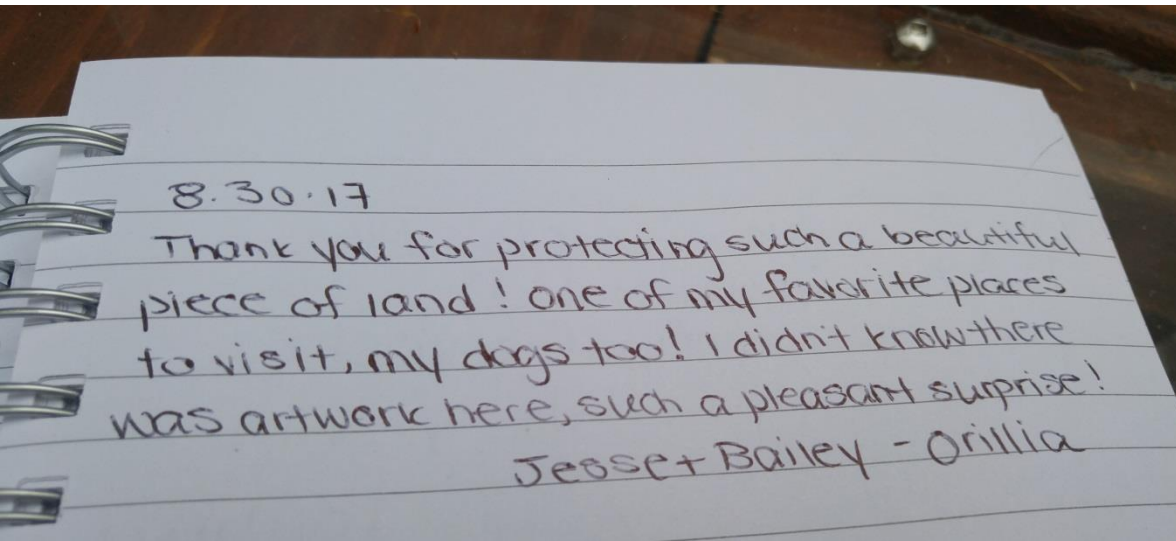 8.30.17
Thank you for protecting such a beautiful
piece of land! One of my favorite places
to visit, my dogs too! I didn't know there
was artwork here, such a pleasant surprise!
Jesse + Bailey - Orillia